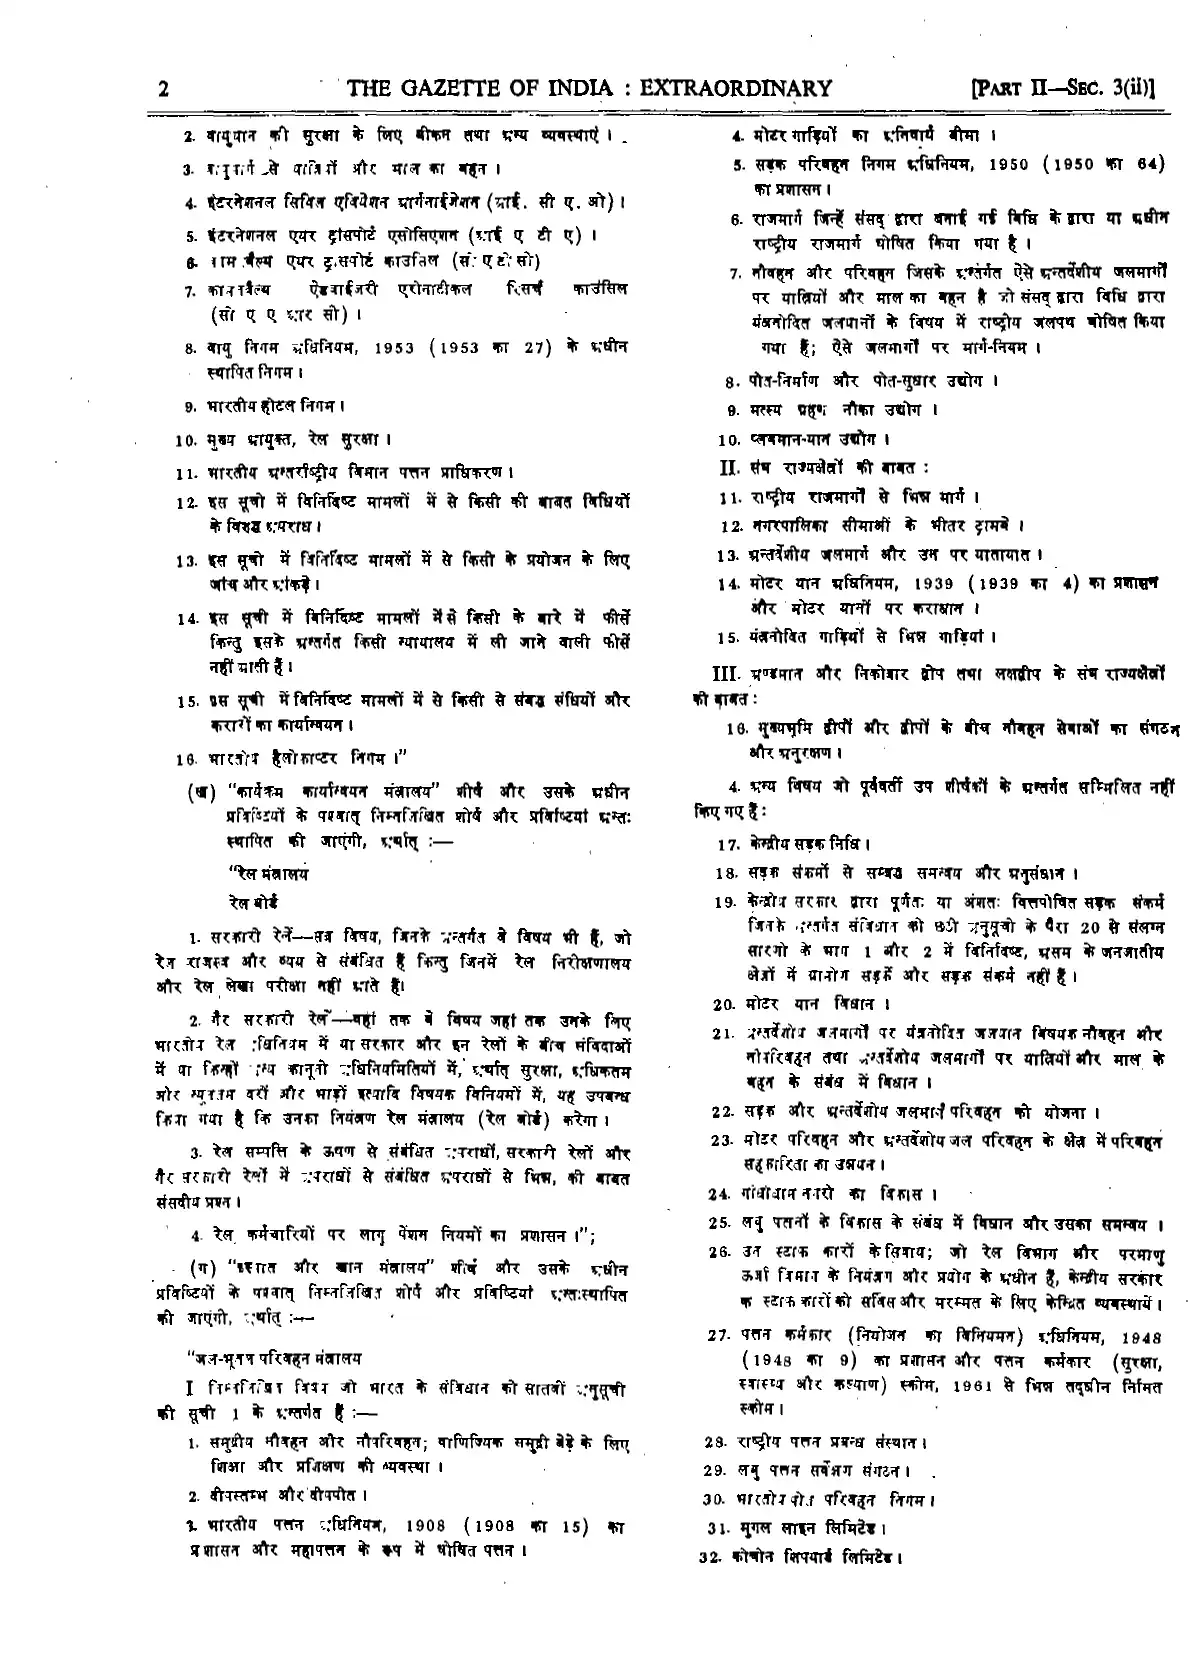 2 THE GAZETTE OF INDIA : EXTRAORDINARY [PART II—SEC. 3(ii)]
2. वायुयान की सुरक्षा के लिए बीकन तथा अन्य व्यवस्थाएं ।
3. वायुमार्ग से यात्रियों और माल का वहन ।
4. इंटरनेशनल सिविल एविएशन आर्गनाईजेशन (आई. सी ए. ओ) ।
5. इंटरनेशनल एयर ट्रांसपोर्ट एसोसिएशन (आई ए टी ए) ।
6. कामनवैल्थ एयर ट्रांसपोर्ट काउंसिल (सी ए टी सी)
7. कामनवैल्थ ऐडवाईजरी एरोनाटीकल रिसर्च काउंसिल
(सी ए ए आर सी) ।
8. वायु निगम अधिनियम, 1953 (1953 का 27) के अधीन
स्थापित निगम ।
9. भारतीय होटल निगम ।
10. मुख्य आयुक्त, रेल सुरक्षा ।
11. भारतीय अन्तर्राष्ट्रीय विमान पत्तन प्राधिकरण ।
12. इस सूची में विनिर्दिष्ट मामलों में से किसी की बाबत विधियों
के विरुद्ध अपराध ।
13. इस सूची में विनिर्दिष्ट मामलों में से किसी के प्रयोजन के लिए
जांच और आंकड़े ।
14. इस सूची में विनिर्दिष्ट मामलों में से किसी के बारे में फीसें
किन्तु इसके अन्तर्गत किसी न्यायालय में ली जाने वाली फीसें
नहीं आती हैं ।
15. इस सूची में विनिर्दिष्ट मामलों में से किसी से संबद्ध संधियों और
करारों का कार्यान्वयन ।
16. भारतीय हैलीकाप्टर निगम ।”
(ख) “कार्यक्रम कार्यान्वयन मंत्रालय” शीर्ष और उसके अधीन
प्रविष्टियों के पश्चात् निम्नलिखित शीर्ष और प्रविष्टियां अन्तः
स्थापित की जाएंगी, अर्थात् :—
“रेल मंत्रालय
रेल बोर्ड
1. सरकारी रेलें—सब विषय, जिनके अन्तर्गत वे विषय भी हैं, जो
रेल राजस्व और व्यय से संबंधित हैं किन्तु जिनमें रेल निरीक्षणालय
और रेल लेखा परीक्षा नहीं आते हैं।
2. गैर सरकारी रेलें—वहां तक वे विषय जहां तक उनके लिए
भारतीय रेल अधिनियम में या सरकार और इन रेलों के बीच संविदाओं
में या किन्हीं अन्य कानूनी अधिनियमितियों में, अर्थात् सुरक्षा, अधिकतम
और न्यूनतम दरों और भाड़ों इत्यादि विषयक विनियमों में, यह उपबन्ध
किया गया है कि उनका नियंत्रण रेल मंत्रालय (रेल बोर्ड) करेगा ।
3. रेल सम्पत्ति के ऊपण से संबंधित अपराधों, सरकारी रेलों और
गैर सरकारी रेलों में अपराधों से संबंधित अपराधों से भिन्न, की बाबत
संसदीय प्रश्न ।
4. रेल कर्मचारियों पर लागू पेंशन नियमों का प्रशासन ।”;
(ग) “इस्पात और खान मंत्रालय” शीर्ष और उसके अधीन
प्रविष्टियों के पश्चात् निम्नलिखित शीर्ष और प्रविष्टियां अन्तःस्थापित
की जाएंगी, अर्थात् :—
“जल-भूतल परिवहन मंत्रालय
I निम्नलिखित विषय जो भारत के संविधान की सातवीं अनुसूची
की सूची 1 के अन्तर्गत हैं :—
1. समुद्रीय नौवहन और नौपरिवहन; वाणिज्यिक समुद्री बेड़े के लिए
शिक्षा और प्रशिक्षण की व्यवस्था ।
2. दीपस्तम्भ और दीपपोत ।
3. भारतीय पत्तन अधिनियम, 1908 (1908 का 15) का
प्रशासन और महापत्तन के रूप में घोषित पत्तन ।
4. मोटर गाड़ियों का अनिवार्य बीमा ।
5. सड़क परिवहन निगम अधिनियम, 1950 (1950 का 64)
का प्रशासन ।
6. राजमार्ग जिन्हें संसद् द्वारा बनाई गई विधि के द्वारा या अधीन
राष्ट्रीय राजमार्ग घोषित किया गया है ।
7. नौवहन और परिवहन जिसके अन्तर्गत ऐसे अन्तर्देशीय जलमार्गों
पर यात्रियों और माल का वहन है जो संसद् द्वारा विधि द्वारा
यंत्रनोदित जलयानों के विषय में राष्ट्रीय जलपथ घोषित किया
गया हैं; ऐसे जलमार्गों पर मार्ग-नियम ।
8. पोत-निर्माण और पोत-सुधार उद्योग ।
9. मत्स्य ग्रहण नौका उद्योग ।
10. प्लवमान-यान उद्योग ।
II. संघ राज्यक्षेत्रों की बाबत :
11. राष्ट्रीय राजमार्गों से भिन्न मार्ग ।
12. नगरपालिका सीमाओं के भीतर ट्रामवे ।
13. अन्तर्देशीय जलमार्ग और उन पर यातायात ।
14. मोटर यान अधिनियम, 1939 (1939 का 4) का प्रशासन
और मोटर यानों पर कराधान ।
15. यंत्रनोदित गाड़ियों से भिन्न गाड़ियां ।
III. अण्डमान और निकोबार द्वीप तथा लक्षद्वीप के संघ राज्यक्षेत्रों
की बाबत :
16. मुख्यभूमि द्वीपों और द्वीपों के बीच नौवहन सेवाओं का संगठन
और अनुरक्षण ।
4. अन्य विषय जो पूर्ववर्ती उप शीर्षकों के अन्तर्गत सम्मिलित नहीं
किए गए हैं :
17. केन्द्रीय सड़क निधि ।
18. सड़क संकर्मों से सम्बद्ध समन्वय और अनुसंधान ।
19. केन्द्रीय सरकार द्वारा पूर्णतः या अंशतः वित्तपोषित सड़क संकर्म
जिनके अन्तर्गत संविधान की छठी अनुसूची के पैरा 20 से संलग्न
सारणी के भाग 1 और 2 में विनिर्दिष्ट, असम के जनजातीय
क्षेत्रों में ग्रामीण सड़कें और सड़क संकर्म नहीं हैं ।
20. मोटर यान विधान ।
21. अन्तर्देशीय जलमार्गों पर यंत्रनोदित जलयान विषयक नौवहन और
नौपरिवहन तथा अन्तर्देशीय जलमार्गों पर यात्रियों और माल के
वहन के संबंध में विधान ।
22. सड़क और अन्तर्देशीय जलमार्ग परिवहन की योजना ।
23. मोटर परिवहन और अन्तर्देशीय जल परिवहन के क्षेत्र में परिवहन
सहकारिता का उन्नयन ।
24. गांधीधाम नगरी का विकास ।
25. लघु पत्तनों के विकास के संबंध में विधान और उसका समन्वय ।
26. उन स्टाफ कारों के सिवाय; जो रेल विभाग और परमाणु
ऊर्जा विभाग के नियंत्रण और प्रयोग के अधीन हैं, केन्द्रीय सरकार
क स्टाफ कारों की सर्विस और मरम्मत के लिए केन्द्रित व्यवस्थायें ।
27. पत्तन कर्मकार (नियोजन का विनियमन) अधिनियम, 1948
(1948 का 9) का प्रशासन और पत्तन कर्मकार (सुरक्षा,
स्वास्थ्य और कल्याण) स्कीम, 1961 से भिन्न तद्धीन निर्मित
स्कीम ।
28. राष्ट्रीय पत्तन प्रबन्ध संस्थान ।
29. लघु पत्तन सर्वेक्षण संगठन ।
30. भारतीय पोत परिवहन निगम ।
31. मुगल लाइन लिमिटेड ।
32. कोचीन शिपयार्ड लिमिटेड ।